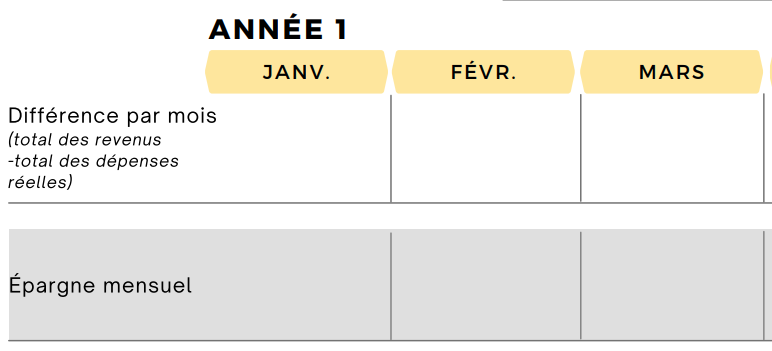 ANNÉE 1
JANV. FÉVR. MARS
Différence par mois
(total des revenus
-total des dépenses
réelles)
Épargne mensuel